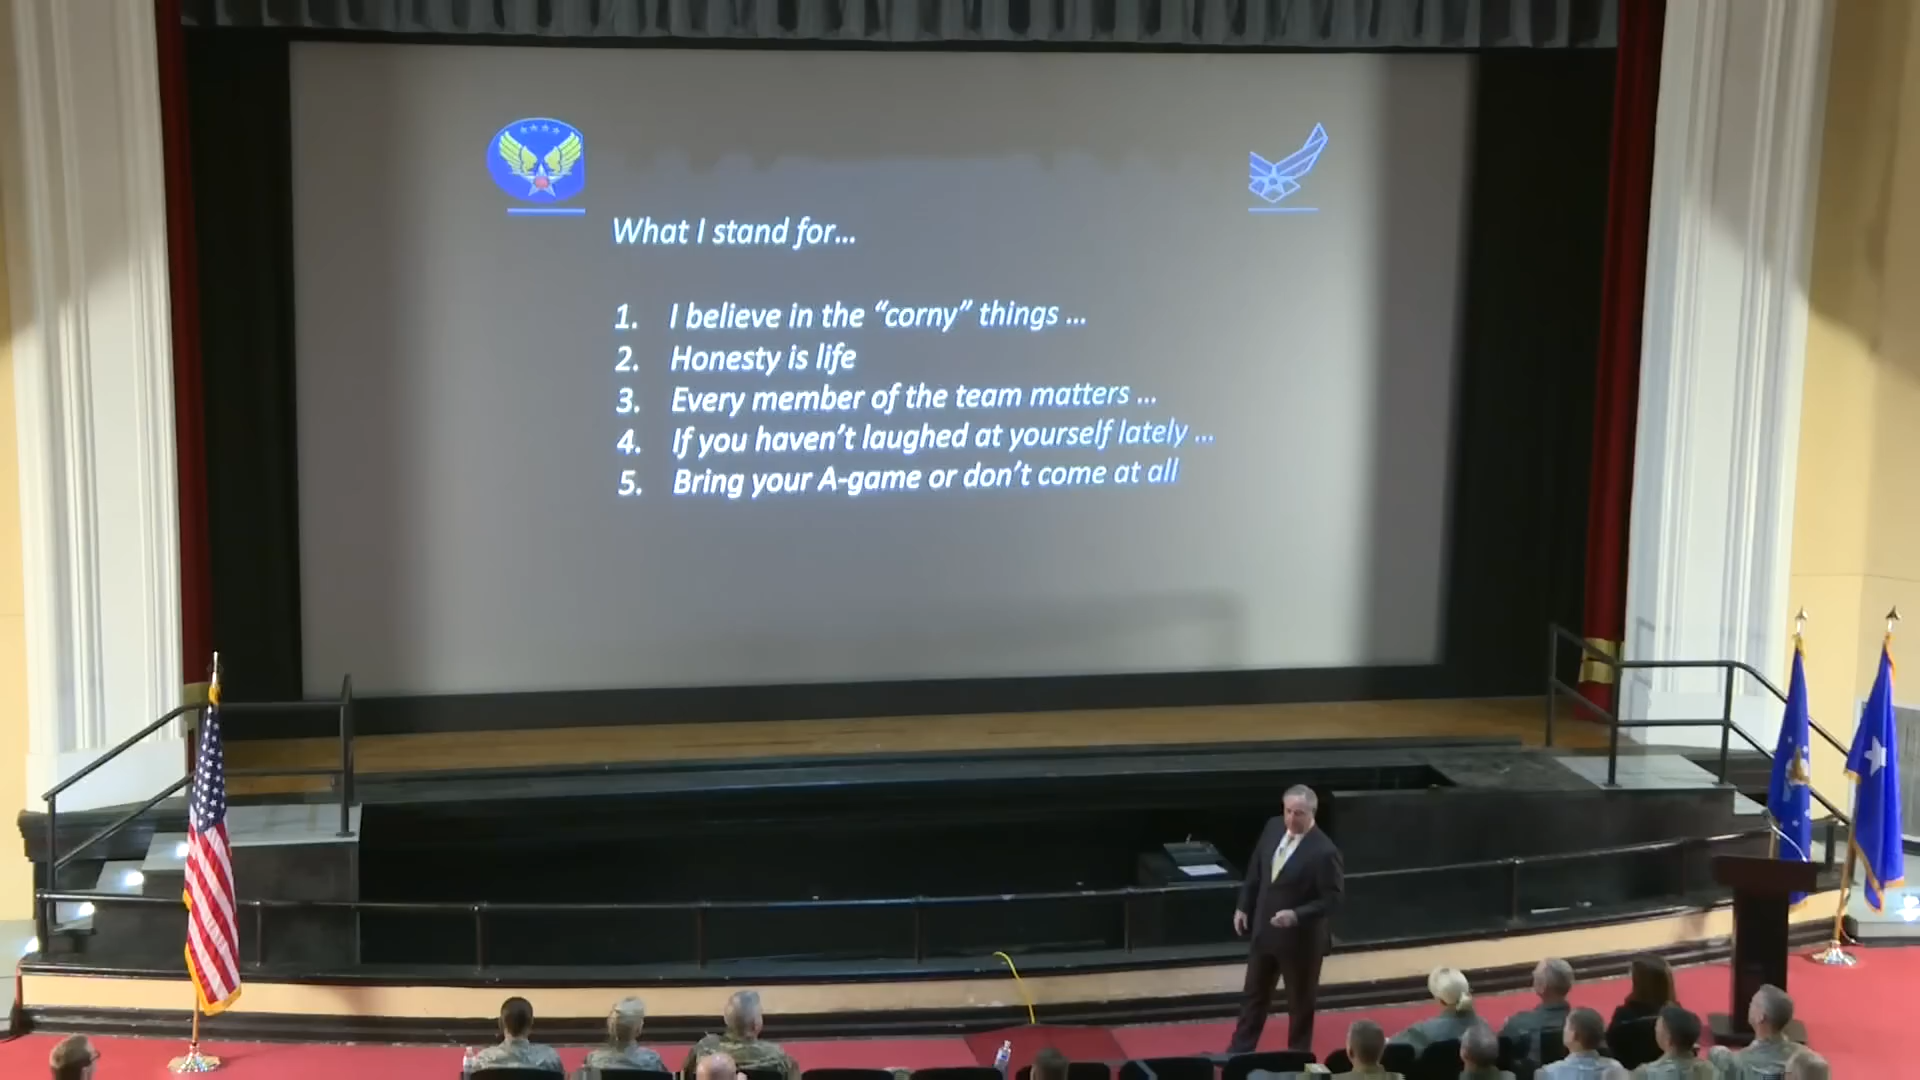 What I stand for...
1. I believe in the “corny” things ...
2. Honesty is life
3. Every member of the team matters ...
4. If you haven’t laughed at yourself lately ...
5. Bring your A-game or don’t come at all